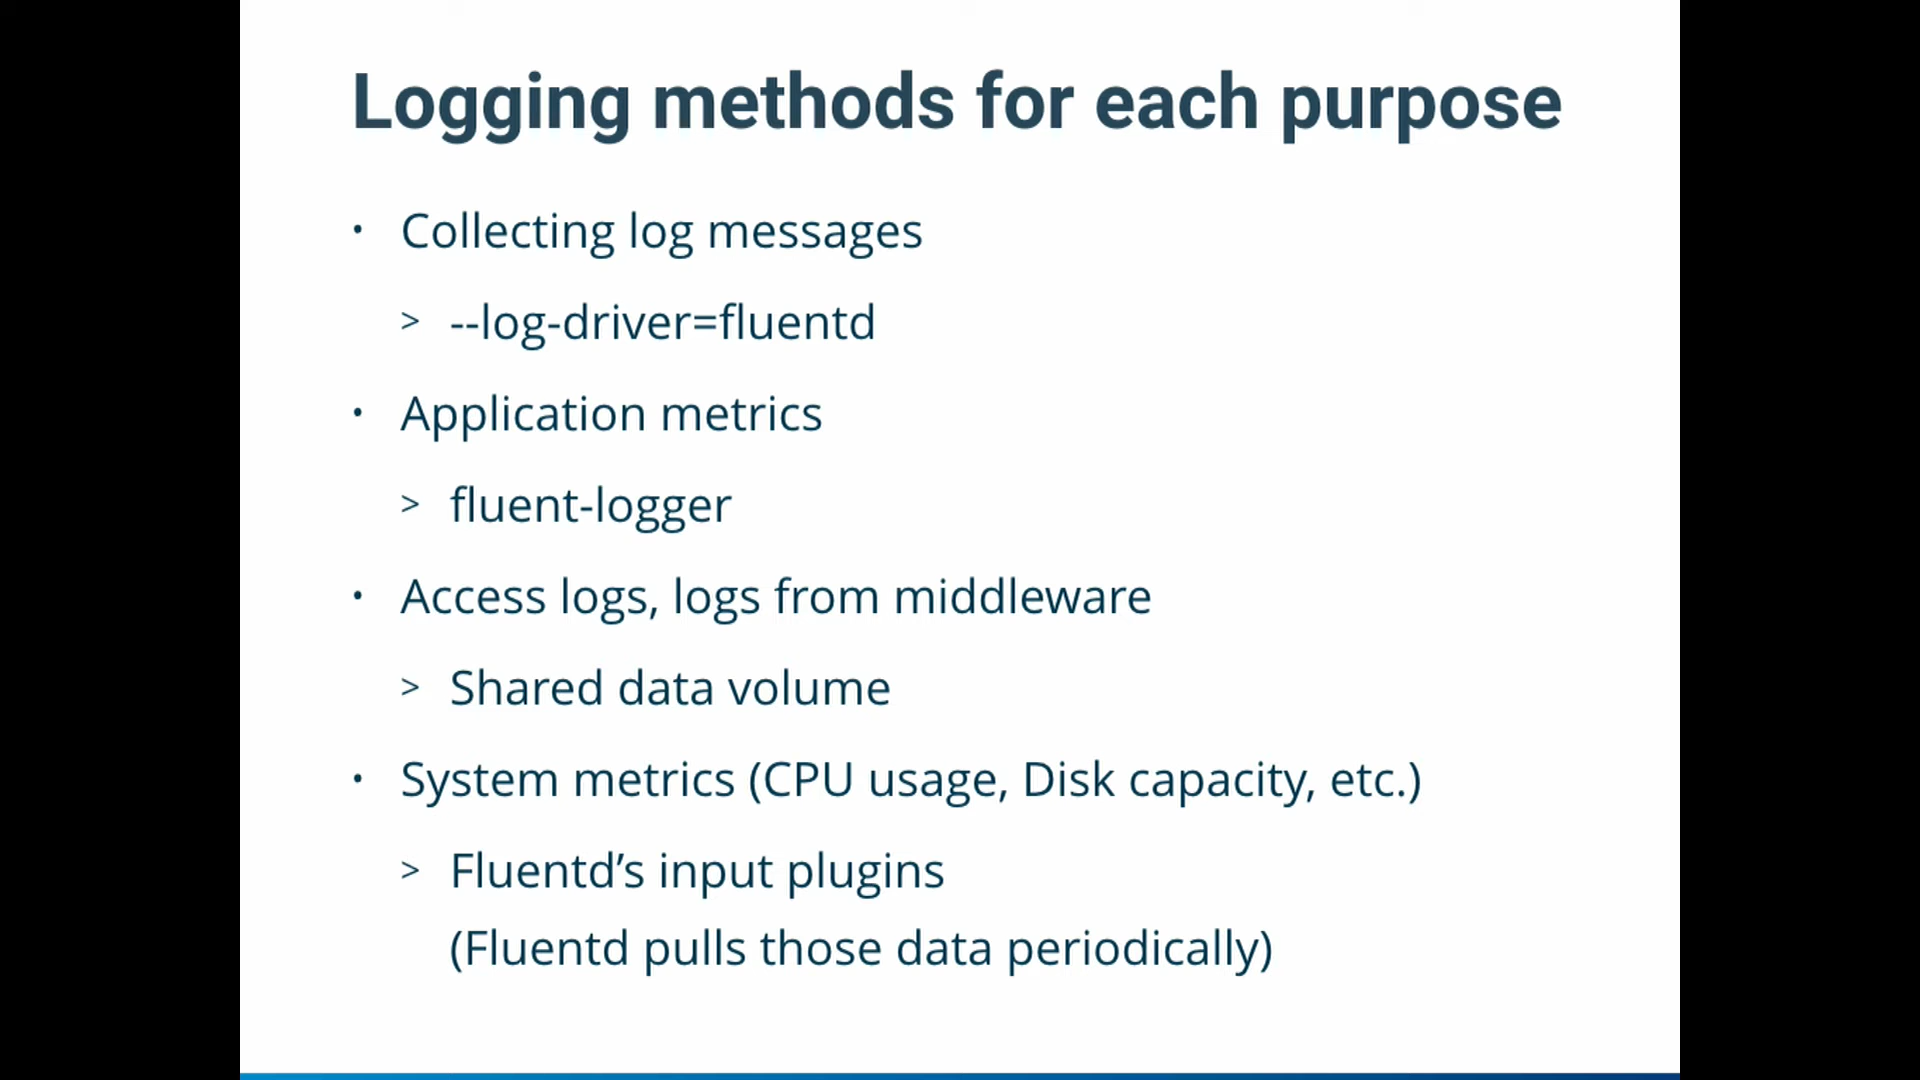 Logging methods for each purpose
• Collecting log messages
> --log-driver=fluentd
• Application metrics
> fluent-logger
• Access logs, logs from middleware
> Shared data volume
• System metrics (CPU usage, Disk capacity, etc.)
> Fluentd’s input plugins
(Fluentd pulls those data periodically)